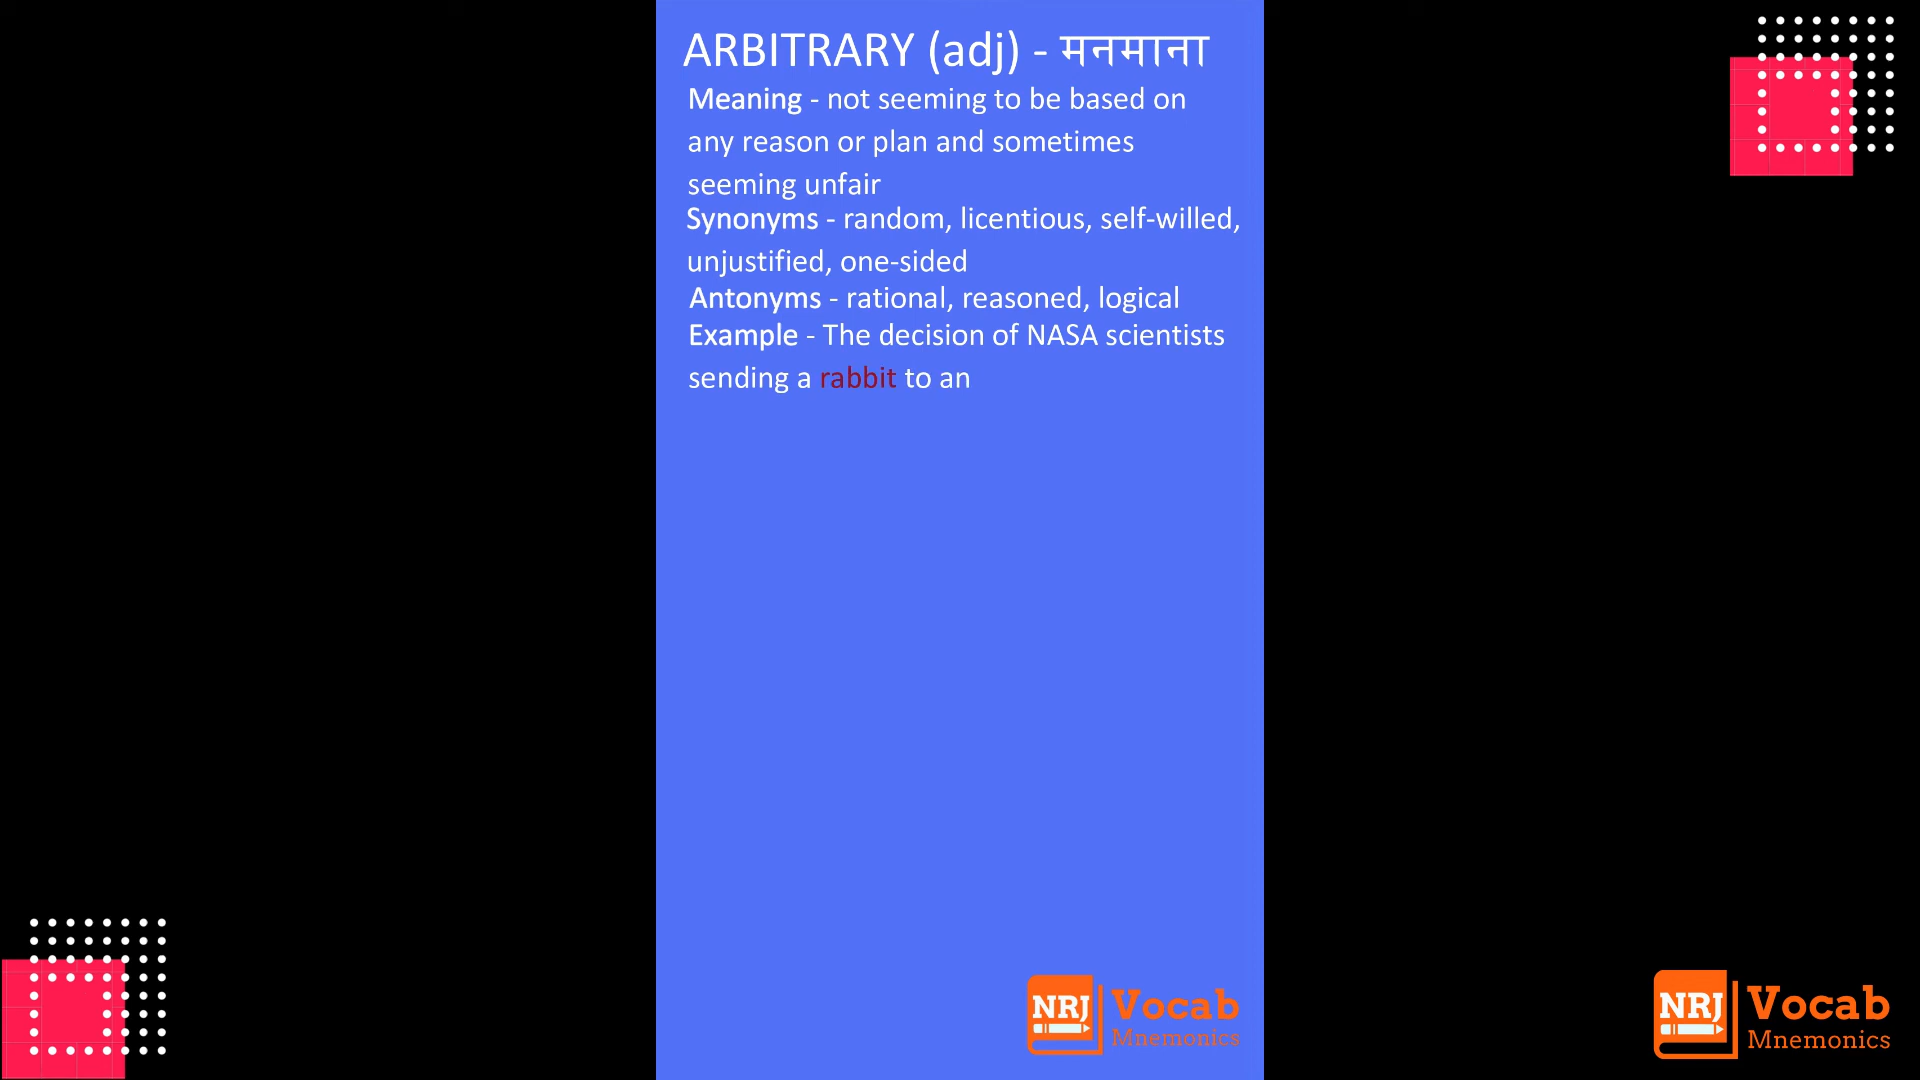 ARBITRARY (adj) - मनमाना
Meaning - not seeming to be based on
any reason or plan and sometimes
seeming unfair
Synonyms - random, licentious, self-willed,
unjustified, one-sided
Antonyms - rational, reasoned, logical
Example - The decision of NASA scientists
sending a rabbit to an
NRJ Vocab
Mnemonics
NRJ Vocab
Mnemonics